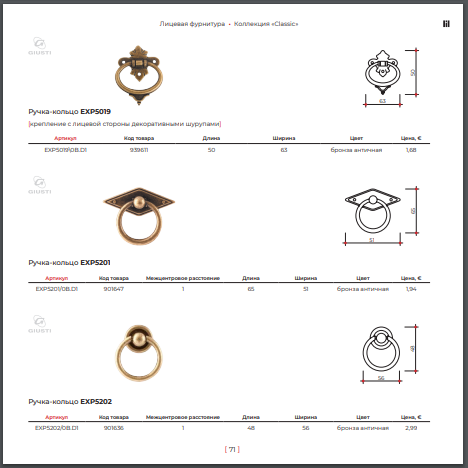 Лицевая фурнитура • Коллекция «Classic»
GIUSTI
50
63
Ручка-кольцо EXP5019
[крепление с лицевой стороны декоративными шурупами]
Артикул Код товара Длина Ширина Цвет Цена, €
EXP5019\0B.D1 939611 50 63 бронза античная 1,68
GIUSTI
65
51
Ручка-кольцо EXP5201
Артикул Код товара Межцентровое расстояние Длина Ширина Цвет Цена, €
EXP5201/0B.D1 901647 1 65 51 бронза античная 1,94
GIUSTI
48
56
Ручка-кольцо EXP5202
Артикул Код товара Межцентровое расстояние Длина Ширина Цвет Цена, €
EXP5202/0B.D1 901636 1 48 56 бронза античная 2,99
[ 71 ]